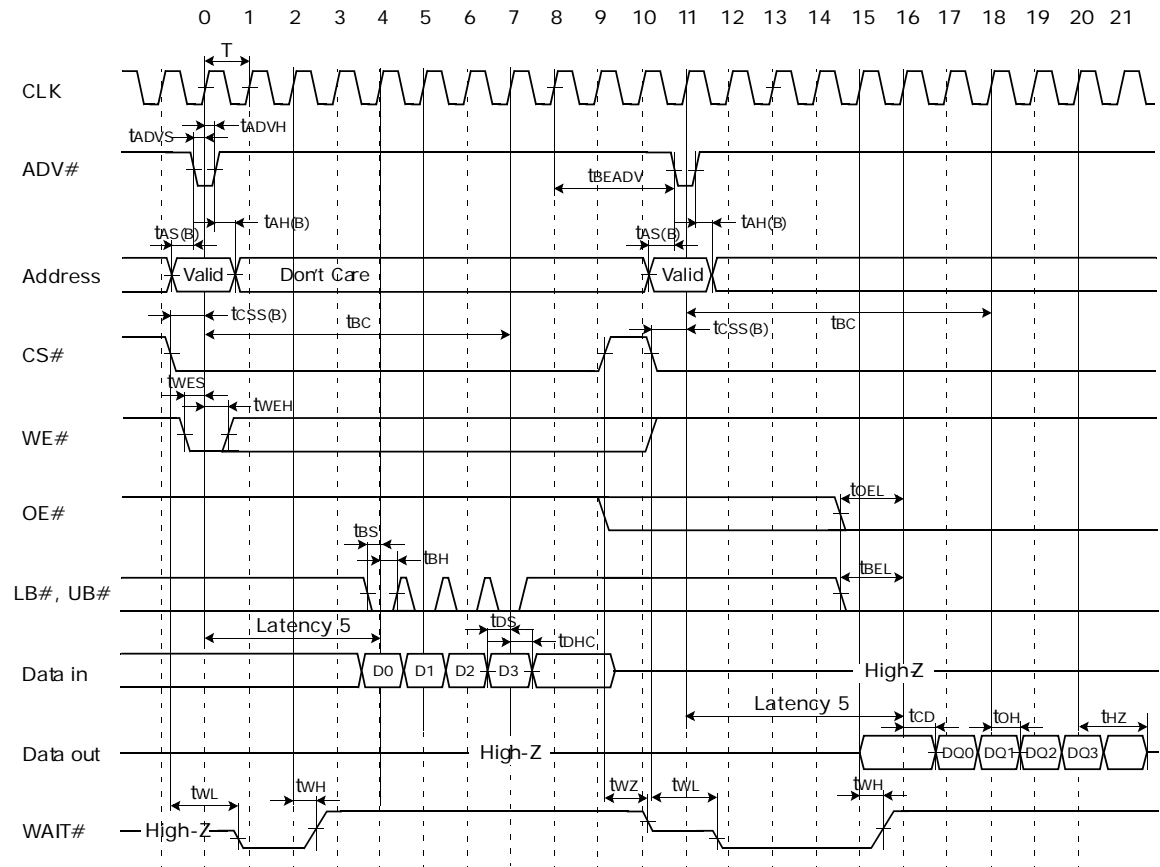 0 1 2 3 4 5 6 7 8 9 10 11 12 13 14 15 16 17 18 19 20 21
T
CLK
tADVH
tADVS
ADV#
tBEADV
tAH(B) tAH(B)
tAS(B) tAS(B)
Address Valid Don't Care Valid
tCSS(B) tBC tCSS(B) tBC
CS#
tWES
tWEH
WE#
tOEL
OE#
tBS
tBH
tBEL
LB#, UB#
Latency 5 tDS
tDHC
Data in D0 D1 D2 D3 High-Z
Latency 5
tCD tOH tHZ
Data out High-Z DQ0 DQ1 DQ2 DQ3
tWL tWH tWZ tWL tWH
WAIT# High-Z